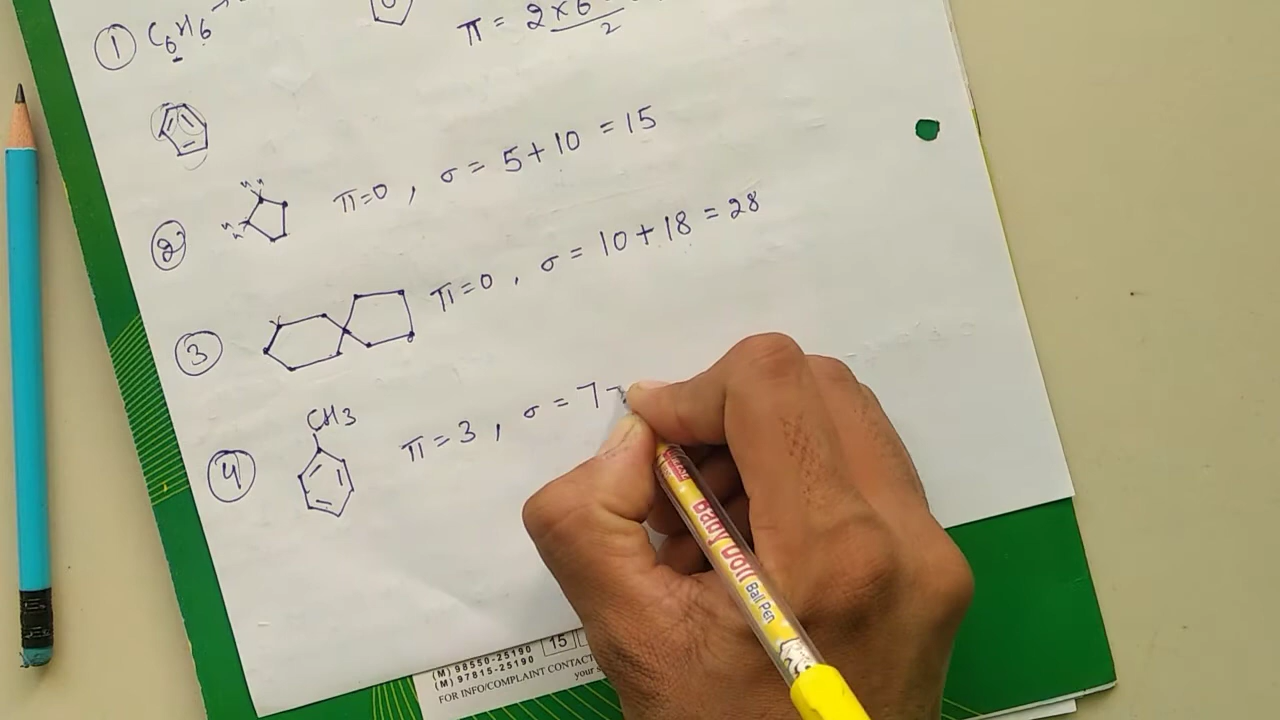 ① C6H6
π = 2×6/2
H H
H
H
② π=0 , σ = 5+10 = 15
③ π=0 , σ = 10+18 = 28
CH3
④ π=3 , σ = 7+
Baby Doll Ball Pen
(M) 98550-25190
(M) 97815-25190
15
FOR INFO/COMPLAINT CONTACT
your